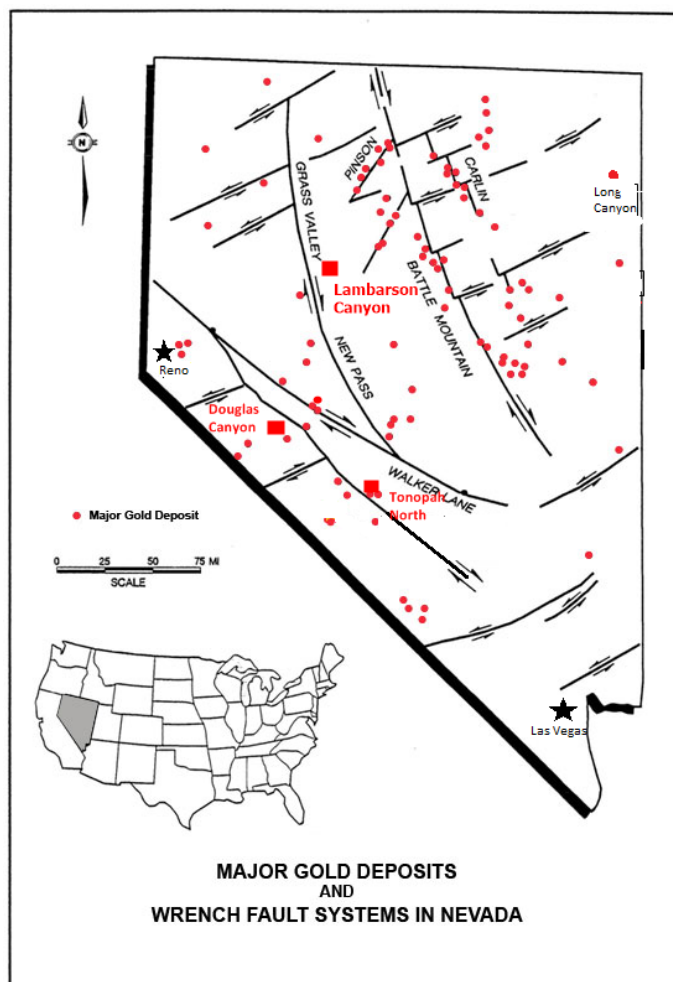 N
GRASS VALLEY
PINSON
CARLIN
Long
Canyon
Lambarson
Canyon
BATTLE MOUNTAIN
NEW PASS
Reno
Douglas
Canyon
WALKER LANE
Tonopah
North
Major Gold Deposit
0 25 50 75 MI
SCALE
Las Vegas
MAJOR GOLD DEPOSITS
AND
WRENCH FAULT SYSTEMS IN NEVADA